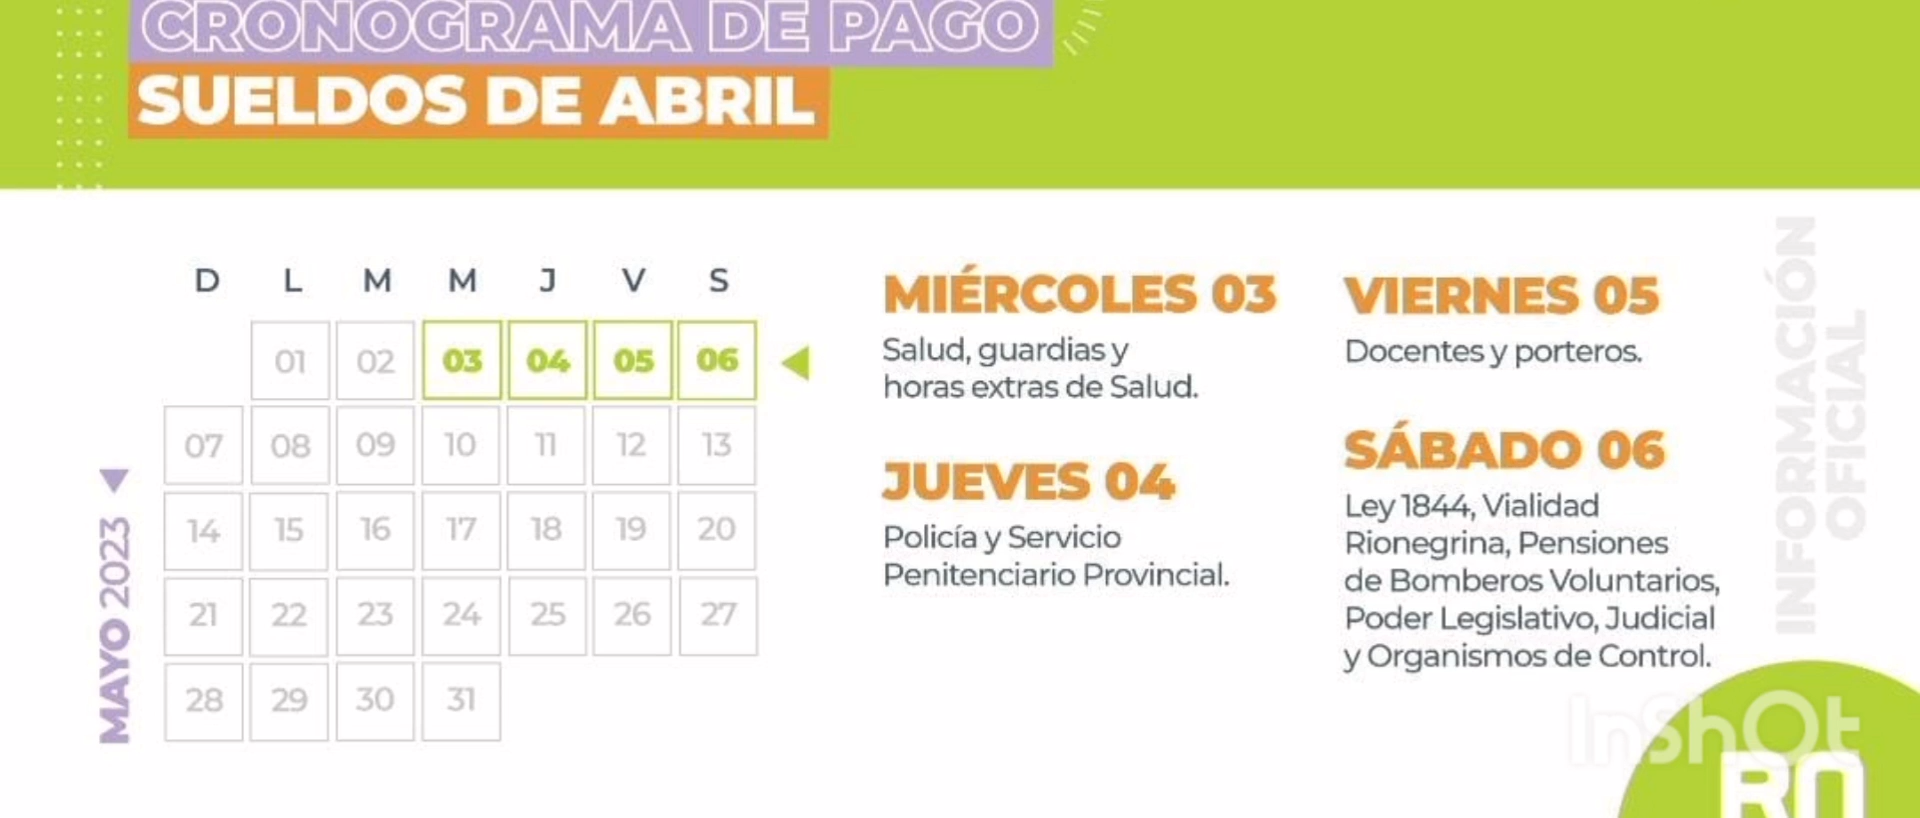 CRONOGRAMA DE PAGO
SUELDOS DE ABRIL
D L M M J V S
01 02 03 04 05 06
07 08 09 10 11 12 13
14 15 16 17 18 19 20
21 22 23 24 25 26 27
28 29 30 31
MAYO 2023
MIÉRCOLES 03
Salud, guardias y
horas extras de Salud.
JUEVES 04
Policía y Servicio
Penitenciario Provincial.
VIERNES 05
Docentes y porteros.
SÁBADO 06
Ley 1844, Vialidad
Rionegrina, Pensiones
de Bomberos Voluntarios,
Poder Legislativo, Judicial
y Organismos de Control.
INFORMACIÓN
OFICIAL
InShOt
RN